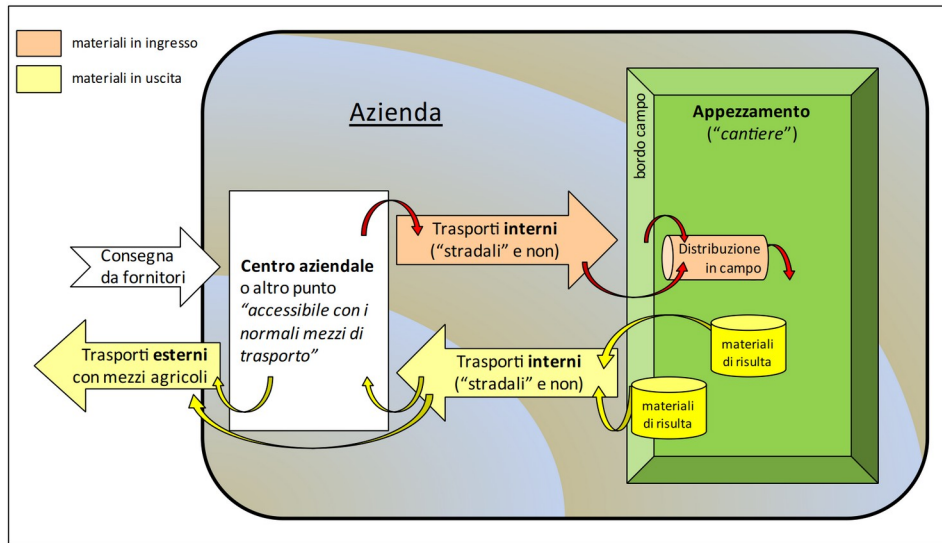 materiali in ingresso
materiali in uscita
Azienda
bordo campo
Appezzamento
("cantiere")
Consegna
da fornitori
Centro aziendale
o altro punto
"accessibile con i
normali mezzi di
trasporto"
Trasporti interni
("stradali" e non)
Distribuzione
in campo
Trasporti esterni
con mezzi agricoli
Trasporti interni
("stradali" e non)
materiali
di risulta
materiali
di risulta